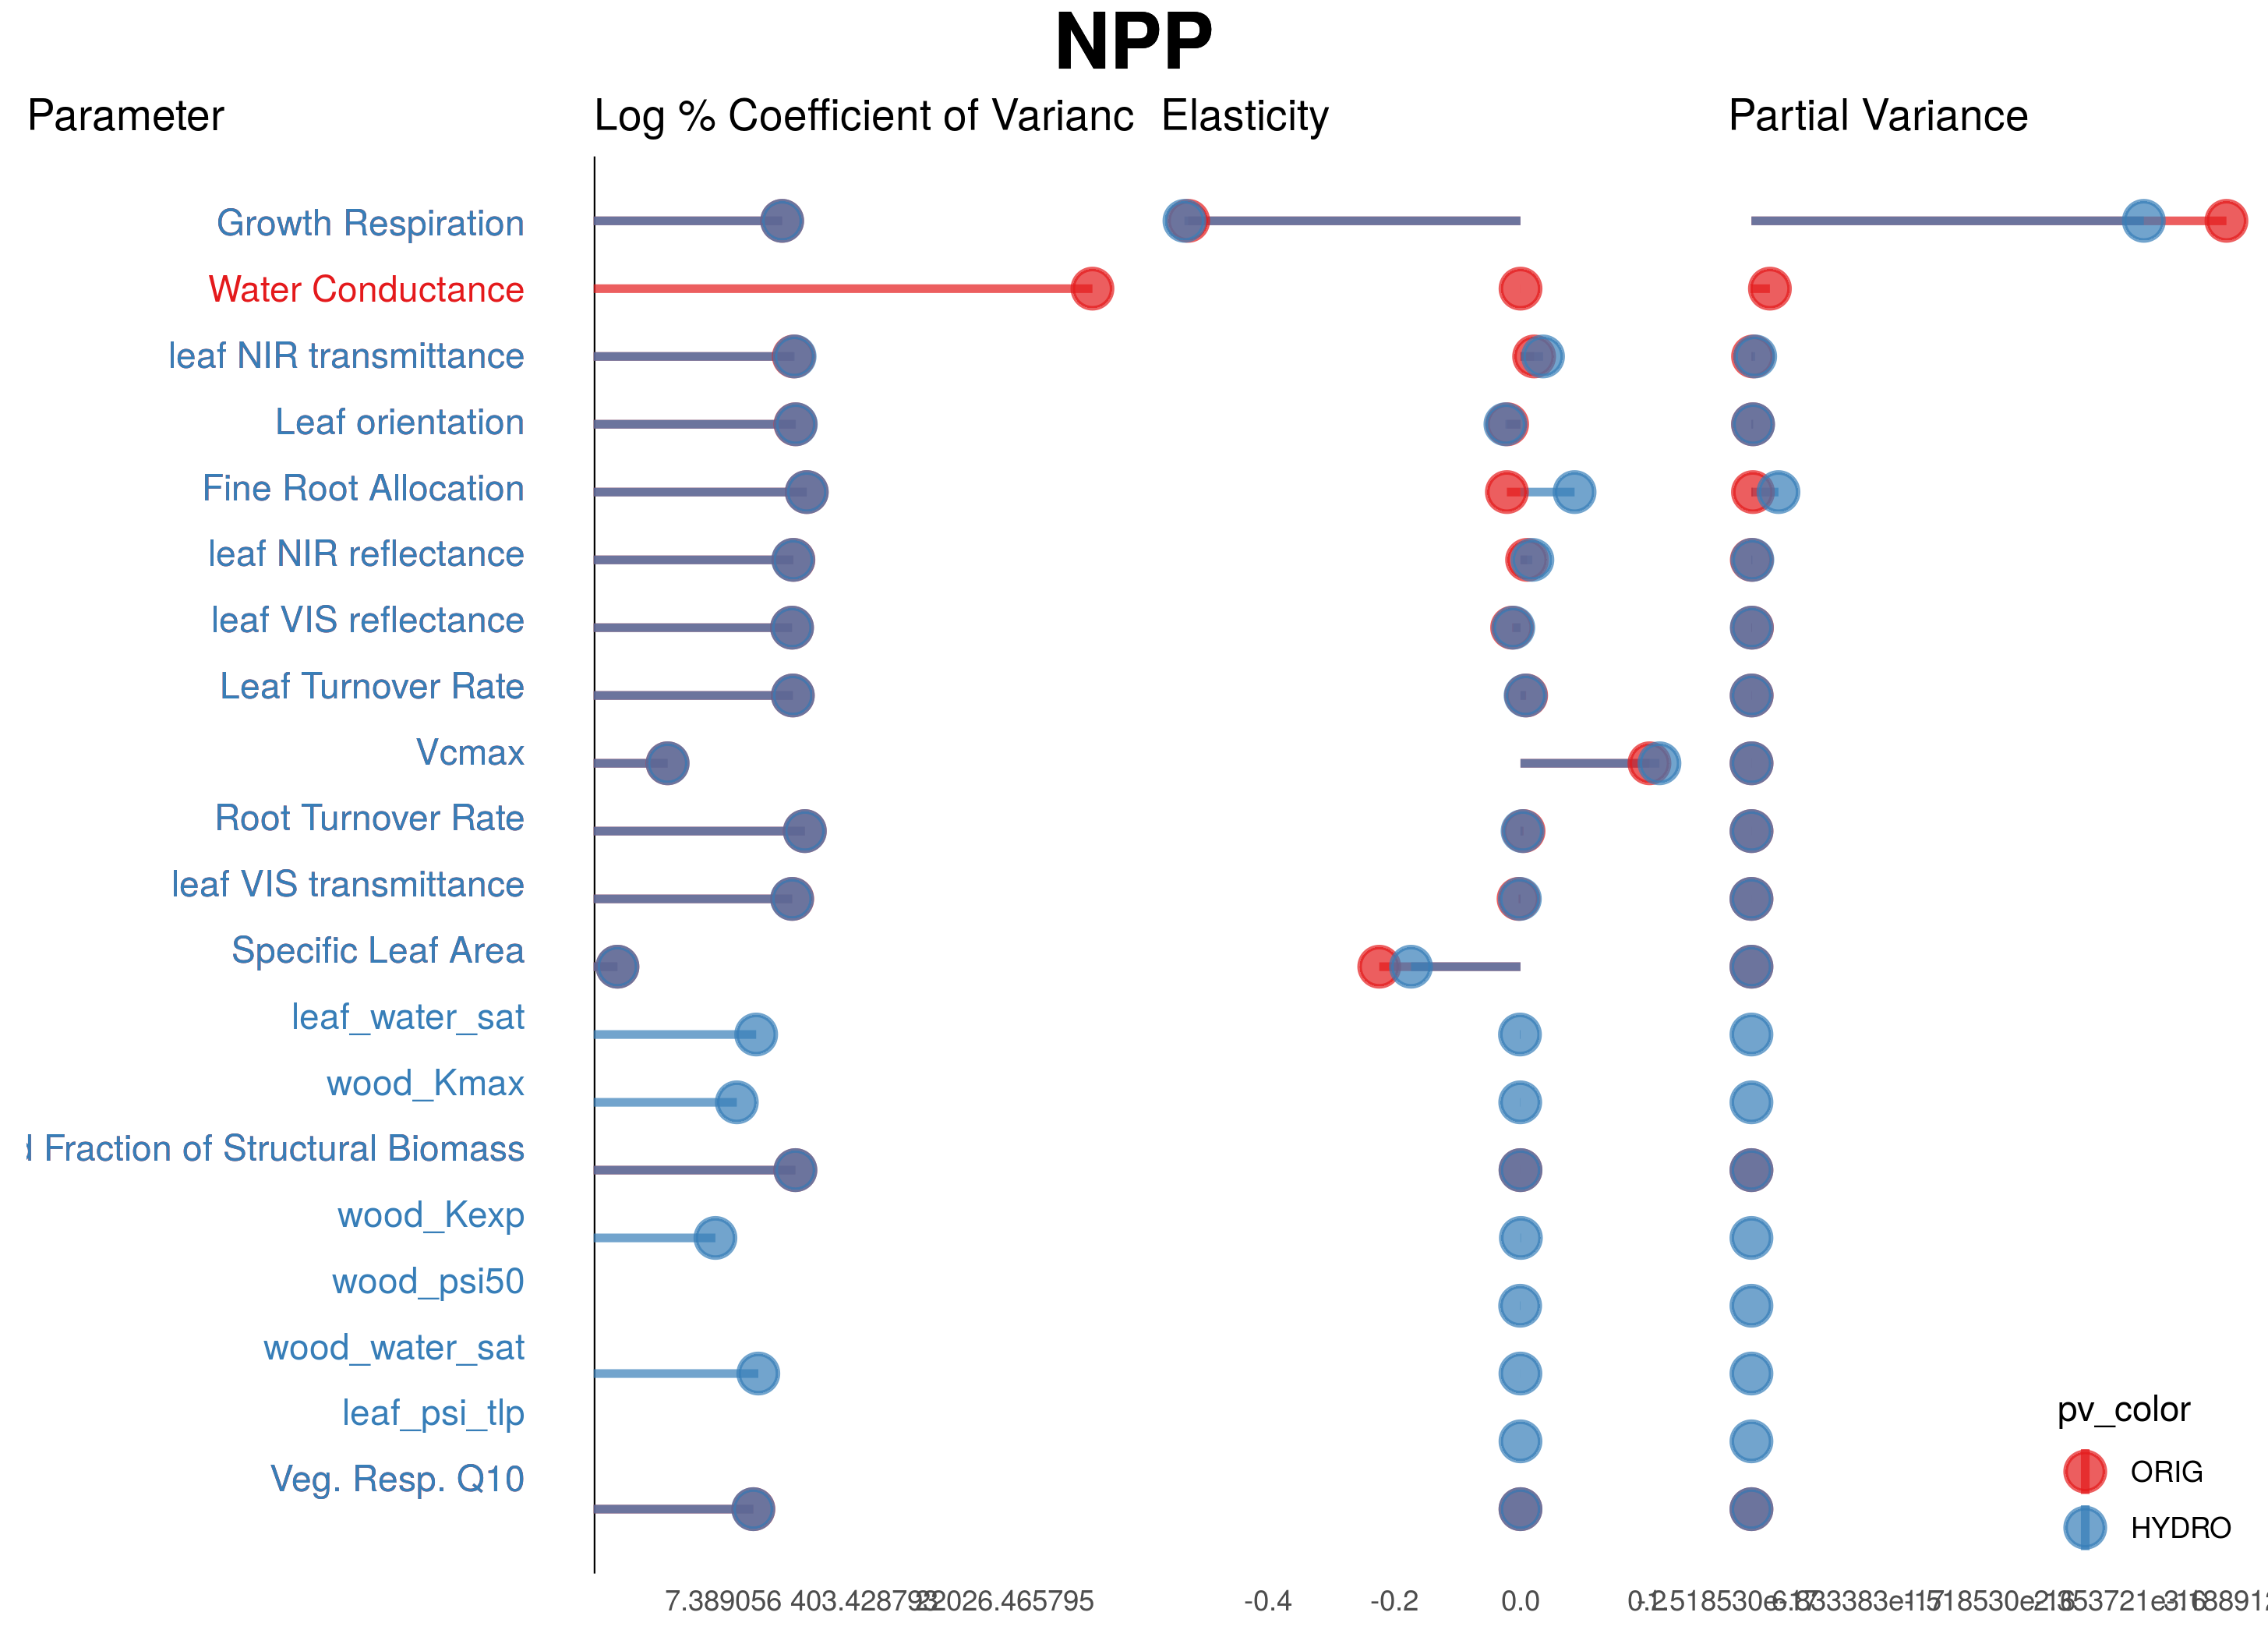 NPP
Parameter
Log % Coefficient of Varianc
Elasticity
Partial Variance
Growth Respiration
Water Conductance
leaf NIR transmittance
Leaf orientation
Fine Root Allocation
leaf NIR reflectance
leaf VIS reflectance
Leaf Turnover Rate
Vcmax
Root Turnover Rate
leaf VIS transmittance
Specific Leaf Area
leaf_water_sat
wood_Kmax
Fraction of Structural Biomass
wood_Kexp
wood_psi50
wood_water_sat
leaf_psi_tlp
Veg. Resp. Q10
pv_color
ORIG
HYDRO
7.389056 403.428793 22026.465795
-0.4 -0.2 0.0